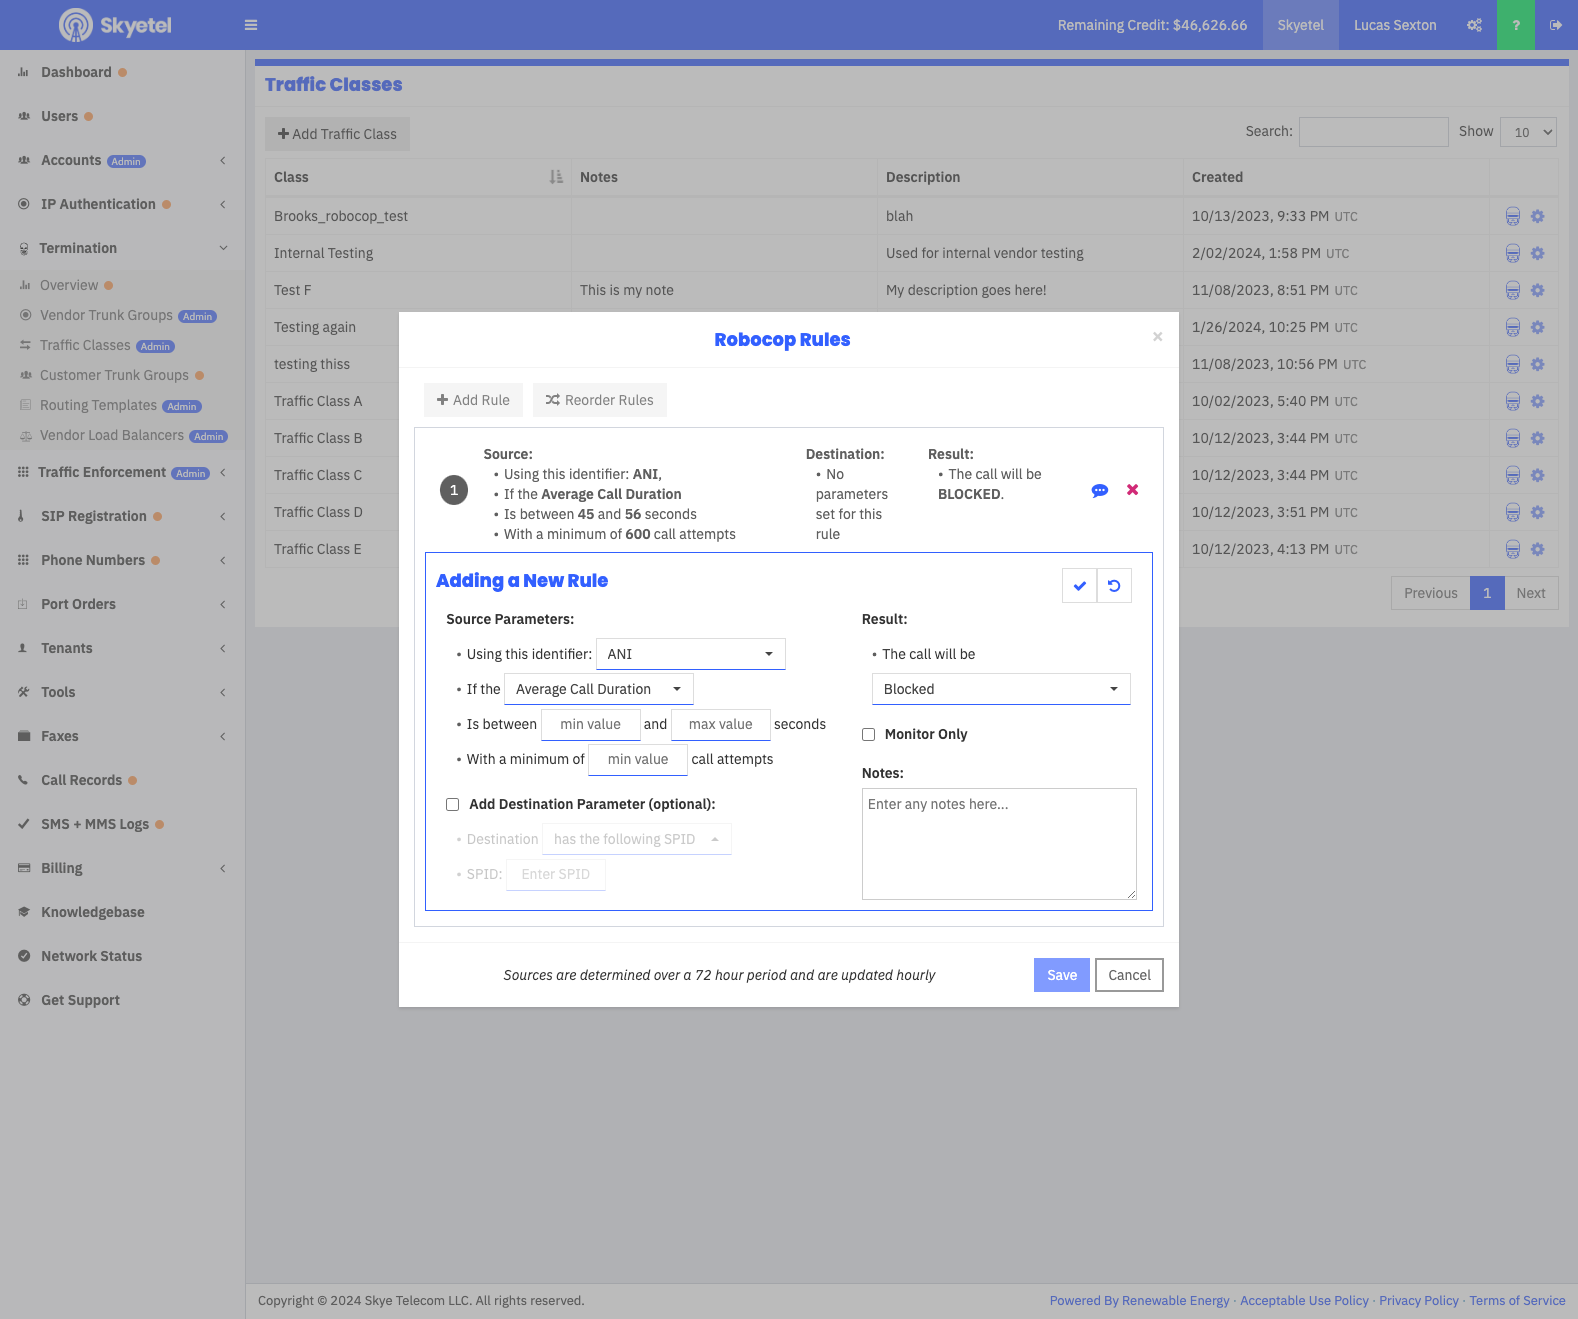 Skyetel
Remaining Credit: $46,626.66
Skyetel
Lucas Sexton
?
Dashboard
Users
Accounts Admin
IP Authentication
Termination
Overview
Vendor Trunk Groups Admin
Traffic Classes Admin
Customer Trunk Groups
Routing Templates Admin
Vendor Load Balancers Admin
Traffic Enforcement Admin
SIP Registration
Phone Numbers
Port Orders
Tenants
Tools
Faxes
Call Records
SMS + MMS Logs
Billing
Knowledgebase
Network Status
Get Support
Traffic Classes
Add Traffic Class
Search:
Show 10
Class Notes Description Created
Brooks_robocop_test blah 10/13/2023, 9:33 PM UTC
Internal Testing Used for internal vendor testing 2/02/2024, 1:58 PM UTC
Test F This is my note My description goes here! 11/08/2023, 8:51 PM UTC
Testing again 1/26/2024, 10:25 PM UTC
testing thiss 11/08/2023, 10:56 PM UTC
Traffic Class A 10/02/2023, 5:40 PM UTC
Traffic Class B 10/12/2023, 3:44 PM UTC
Traffic Class C 10/12/2023, 3:44 PM UTC
Traffic Class D 10/12/2023, 3:51 PM UTC
Traffic Class E 10/12/2023, 4:13 PM UTC
Previous 1 Next
Robocop Rules
×
Add Rule
Reorder Rules
1
Source:
• Using this identifier: ANI,
• If the Average Call Duration
• Is between 45 and 56 seconds
• With a minimum of 600 call attempts
Destination:
• No
parameters
set for this
rule
Result:
• The call will be
BLOCKED.
Adding a New Rule
Source Parameters:
• Using this identifier: ANI
• If the Average Call Duration
• Is between min value and max value seconds
• With a minimum of min value call attempts
Add Destination Parameter (optional):
• Destination has the following SPID
• SPID: Enter SPID
Result:
• The call will be
Blocked
Monitor Only
Notes:
Enter any notes here...
Sources are determined over a 72 hour period and are updated hourly
Save
Cancel
Copyright © 2024 Skye Telecom LLC. All rights reserved.
Powered By Renewable Energy · Acceptable Use Policy · Privacy Policy · Terms of Service